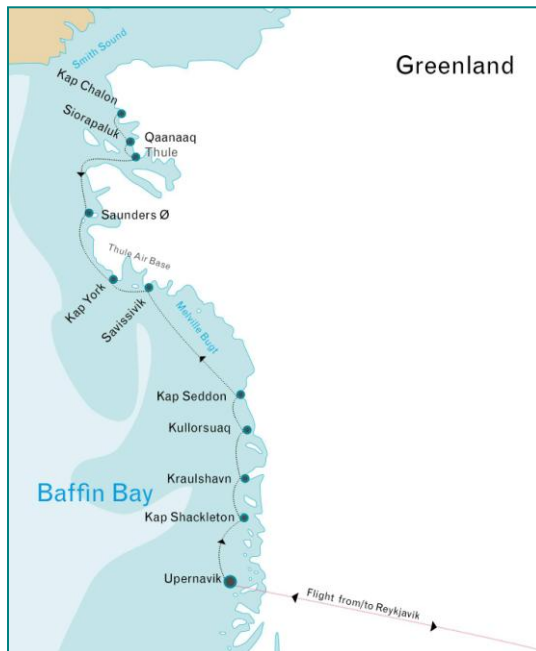 Smith Sound
Greenland
Kap Chalon
Siorapaluk
Qaanaaq
Thule
Saunders Ø
Thule Air Base
Kap York
Savissivik
Melville Bugt
Kap Seddon
Kullorsuaq
Kraulshavn
Baffin Bay
Kap Shackleton
Upernavik
Flight from/to Reykjavik